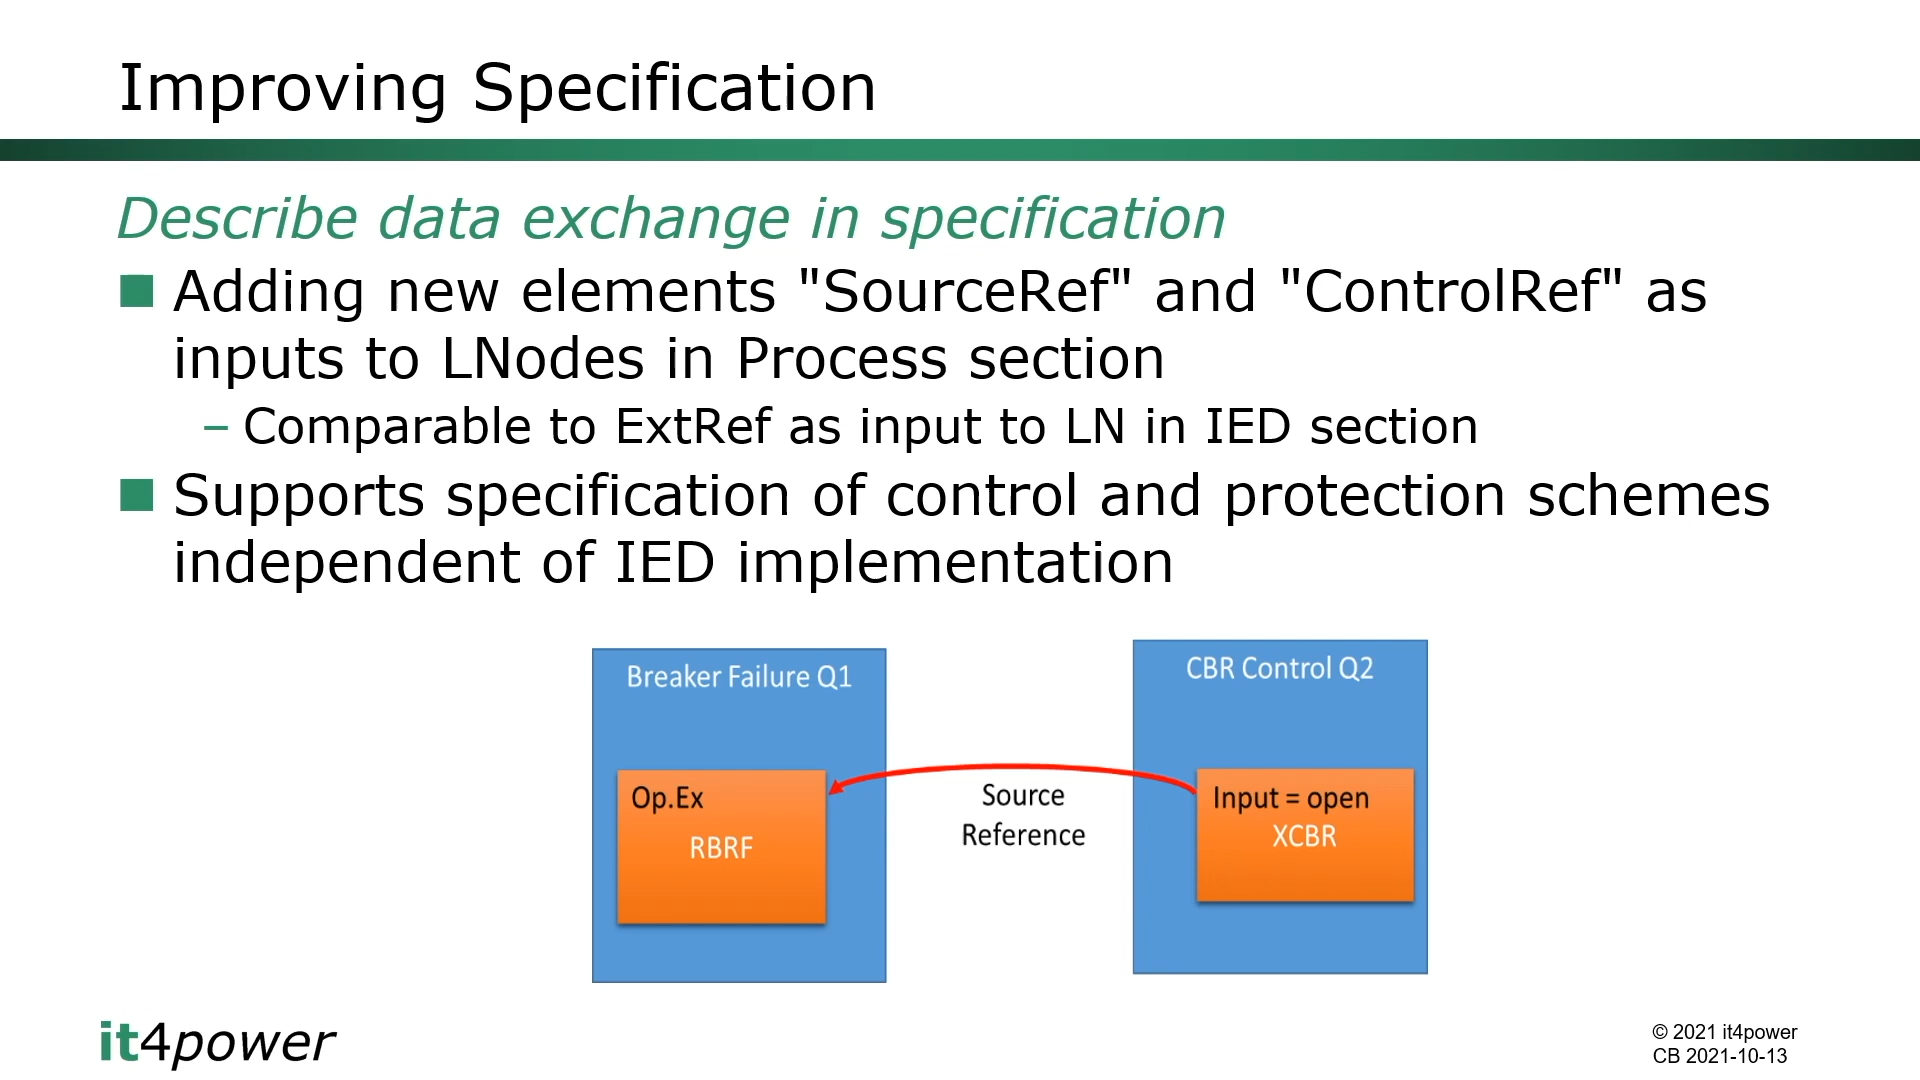 Improving Specification
Describe data exchange in specification
Adding new elements "SourceRef" and "ControlRef" as
inputs to LNodes in Process section
– Comparable to ExtRef as input to LN in IED section
Supports specification of control and protection schemes
independent of IED implementation
Breaker Failure Q1
Op.Ex
RBRF
Source
Reference
CBR Control Q2
Input = open
XCBR
it4power
© 2021 it4power
CB 2021-10-13